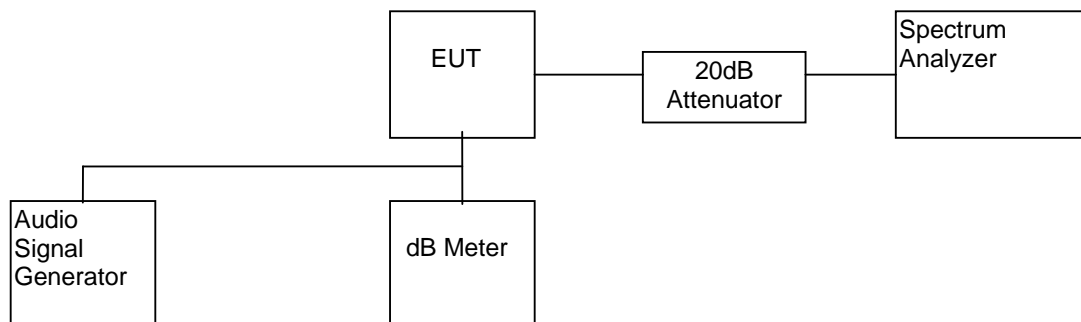 EUT
20dB
Attenuator
Spectrum
Analyzer
Audio
Signal
Generator
dB Meter